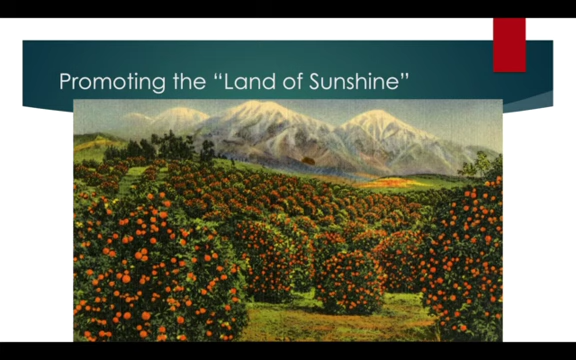 Promoting the “Land of Sunshine”